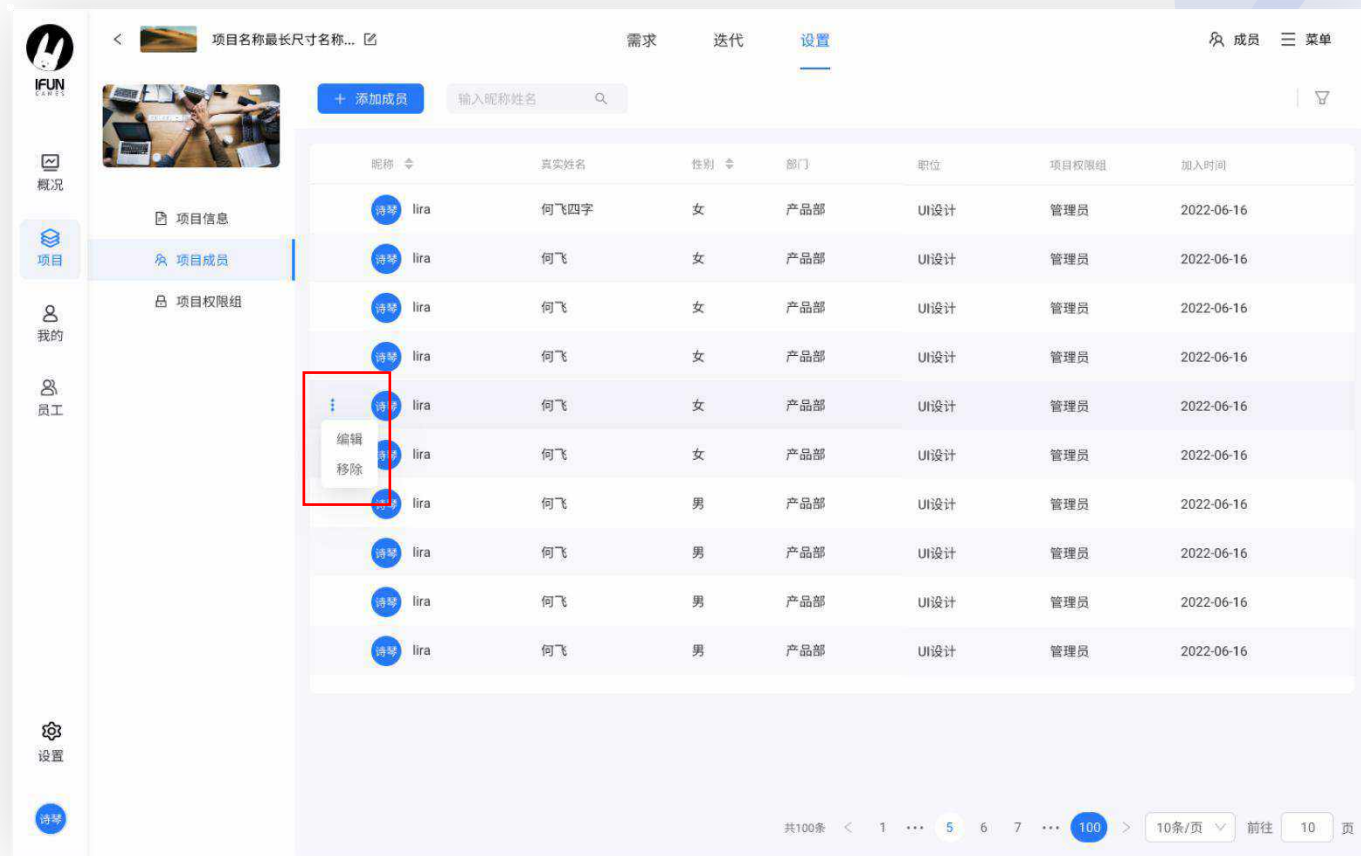 项目名称最长尺寸名称... 需求 迭代 设置 成员 菜单
IFUN
GAMES
+ 添加成员 输入昵称姓名
概况
项目
我的
员工
设置
诗琴
项目信息
项目成员
项目权限组
昵称 真实姓名 性别 部门 职位 项目权限组 加入时间
诗琴 lira 何飞四字 女 产品部 UI设计 管理员 2022-06-16
诗琴 lira 何飞 女 产品部 UI设计 管理员 2022-06-16
诗琴 lira 何飞 女 产品部 UI设计 管理员 2022-06-16
诗琴 lira 何飞 女 产品部 UI设计 管理员 2022-06-16
诗琴 lira 何飞 女 产品部 UI设计 管理员 2022-06-16
编辑
移除
诗琴 lira 何飞 女 产品部 UI设计 管理员 2022-06-16
诗琴 lira 何飞 男 产品部 UI设计 管理员 2022-06-16
诗琴 lira 何飞 男 产品部 UI设计 管理员 2022-06-16
诗琴 lira 何飞 男 产品部 UI设计 管理员 2022-06-16
诗琴 lira 何飞 男 产品部 UI设计 管理员 2022-06-16
共100条 < 1 ··· 5 6 7 ··· 100 > 10条/页 前往 10 页